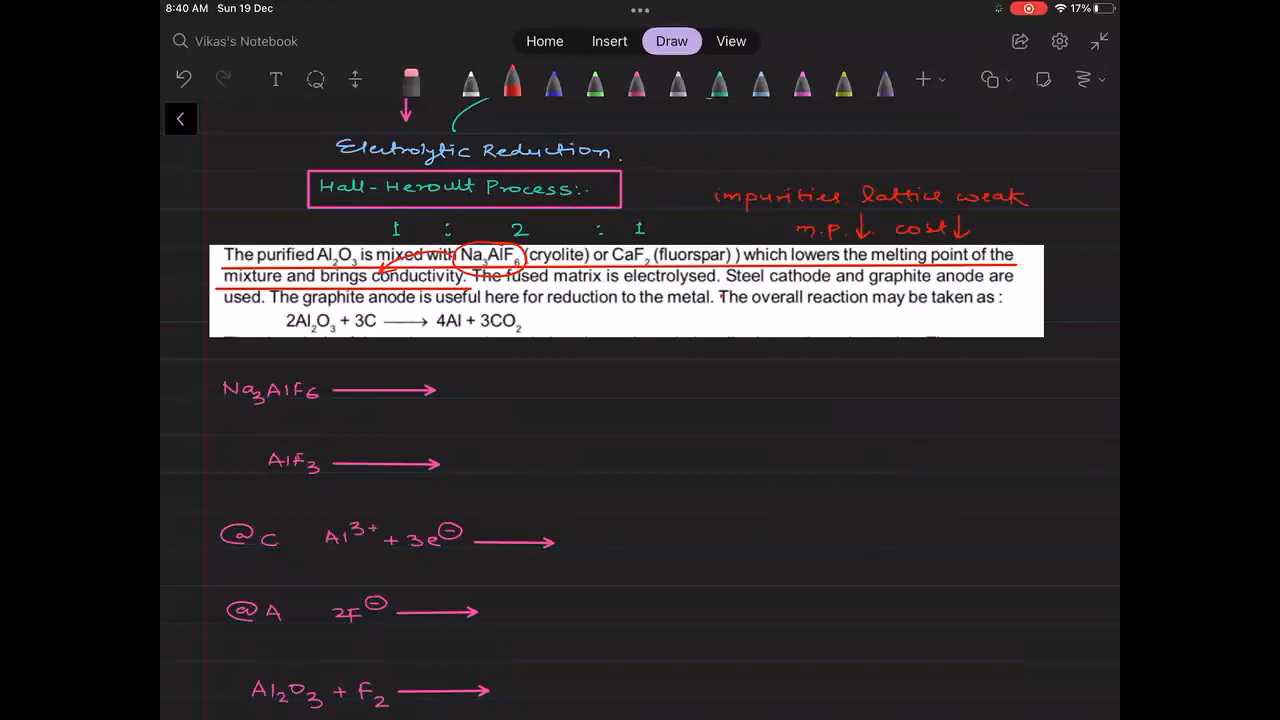 8:40 AM Sun 19 Dec 17%
Vikas's Notebook Home Insert Draw View
Electrolytic Reduction.
Hall-Heroult Process:.
impurities lattice weak
m.p.↓ cost↓
1 : 2 : 1
The purified Al₂O₃ is mixed with Na₃AlF₆ (cryolite) or CaF₂ (fluorspar) ) which lowers the melting point of the
mixture and brings conductivity. The fused matrix is electrolysed. Steel cathode and graphite anode are
used. The graphite anode is useful here for reduction to the metal. The overall reaction may be taken as :
2Al₂O₃ + 3C ⟶ 4Al + 3CO₂
Na₃AlF₆ ⟶
AlF₃ ⟶
@ C Al³⁺ + 3e⊖ ⟶
@ A 2F⊖ ⟶
Al₂O₃ + F₂ ⟶